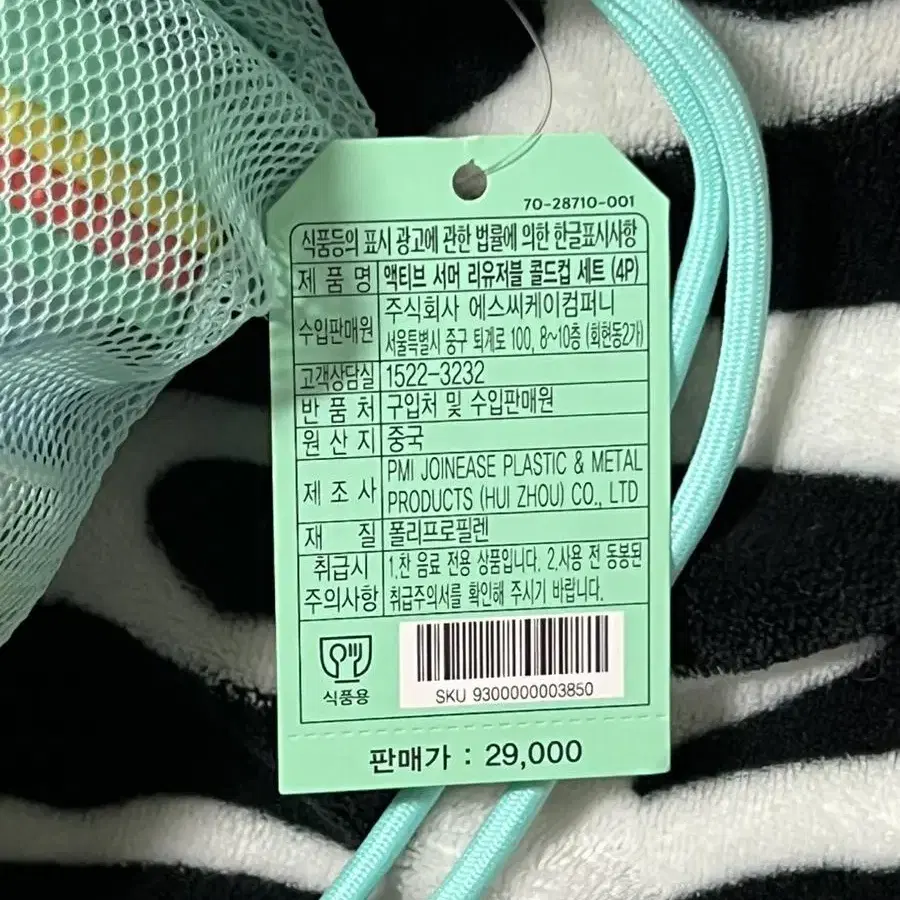 70-28710-001
식품등의 표시 광고에 관한 법률에 의한 한글표시사항
제 품 명 액티브 서머 리유저블 콜드컵 세트 (4P)
수입판매원 주식회사 에스씨케이컴퍼니
서울특별시 중구 퇴계로 100, 8~10층 (회현동2가)
고객상담실 1522-3232
반 품 처 구입처 및 수입판매원
원 산 지 중국
제 조 사 PMI JOINEASE PLASTIC & METAL
PRODUCTS (HUI ZHOU) CO., LTD
재 질 폴리프로필렌
취급시 1.찬 음료 전용 상품입니다. 2.사용 전 동봉된
주의사항 취급주의서를 확인해 주시기 바랍니다.
식품용
SKU 9300000003850
판매가 : 29,000